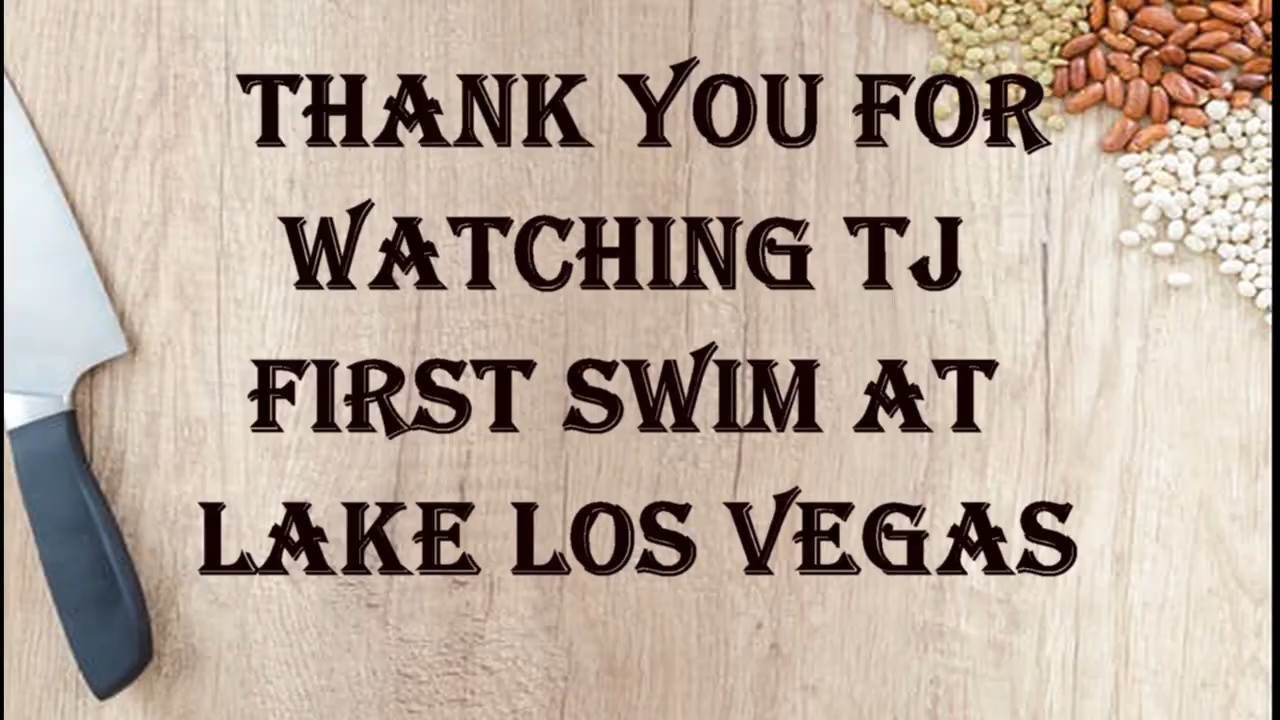 THANK YOU FOR
WATCHING TJ
FIRST SWIM AT
LAKE LOS VEGAS